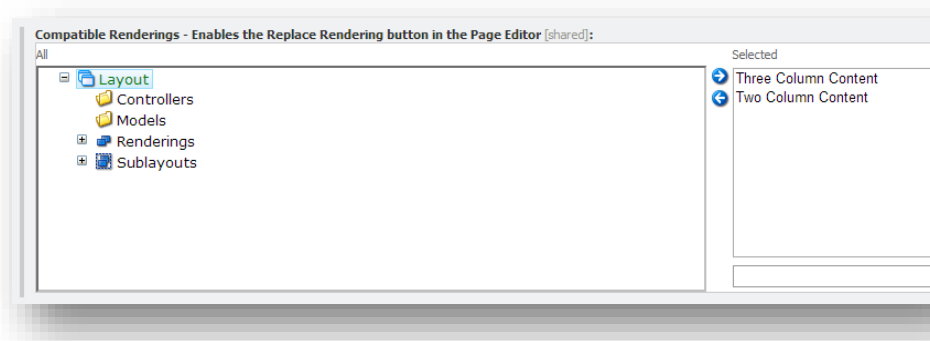 Compatible Renderings - Enables the Replace Rendering button in the Page Editor [shared]:
All
Selected
Layout
Controllers
Models
Renderings
Sublayouts
Three Column Content
Two Column Content